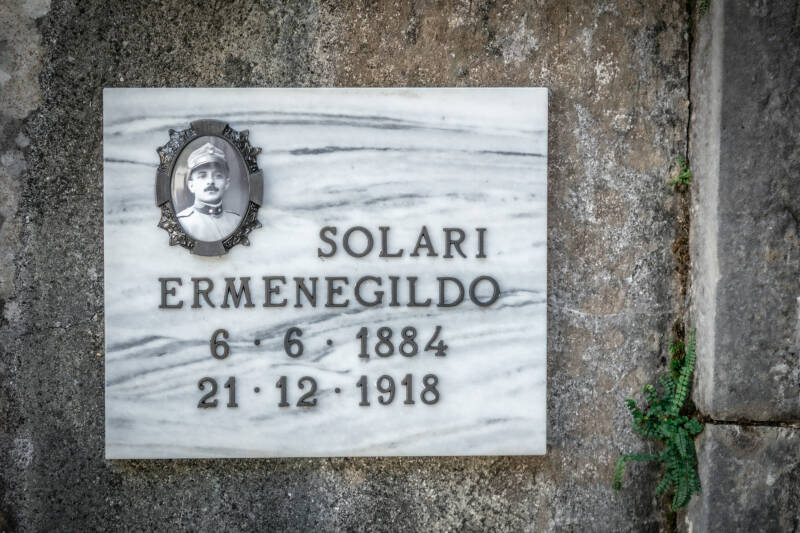 SOLARI
ERMENEGILDO
6 · 6 · 1884
21 · 12 · 1918